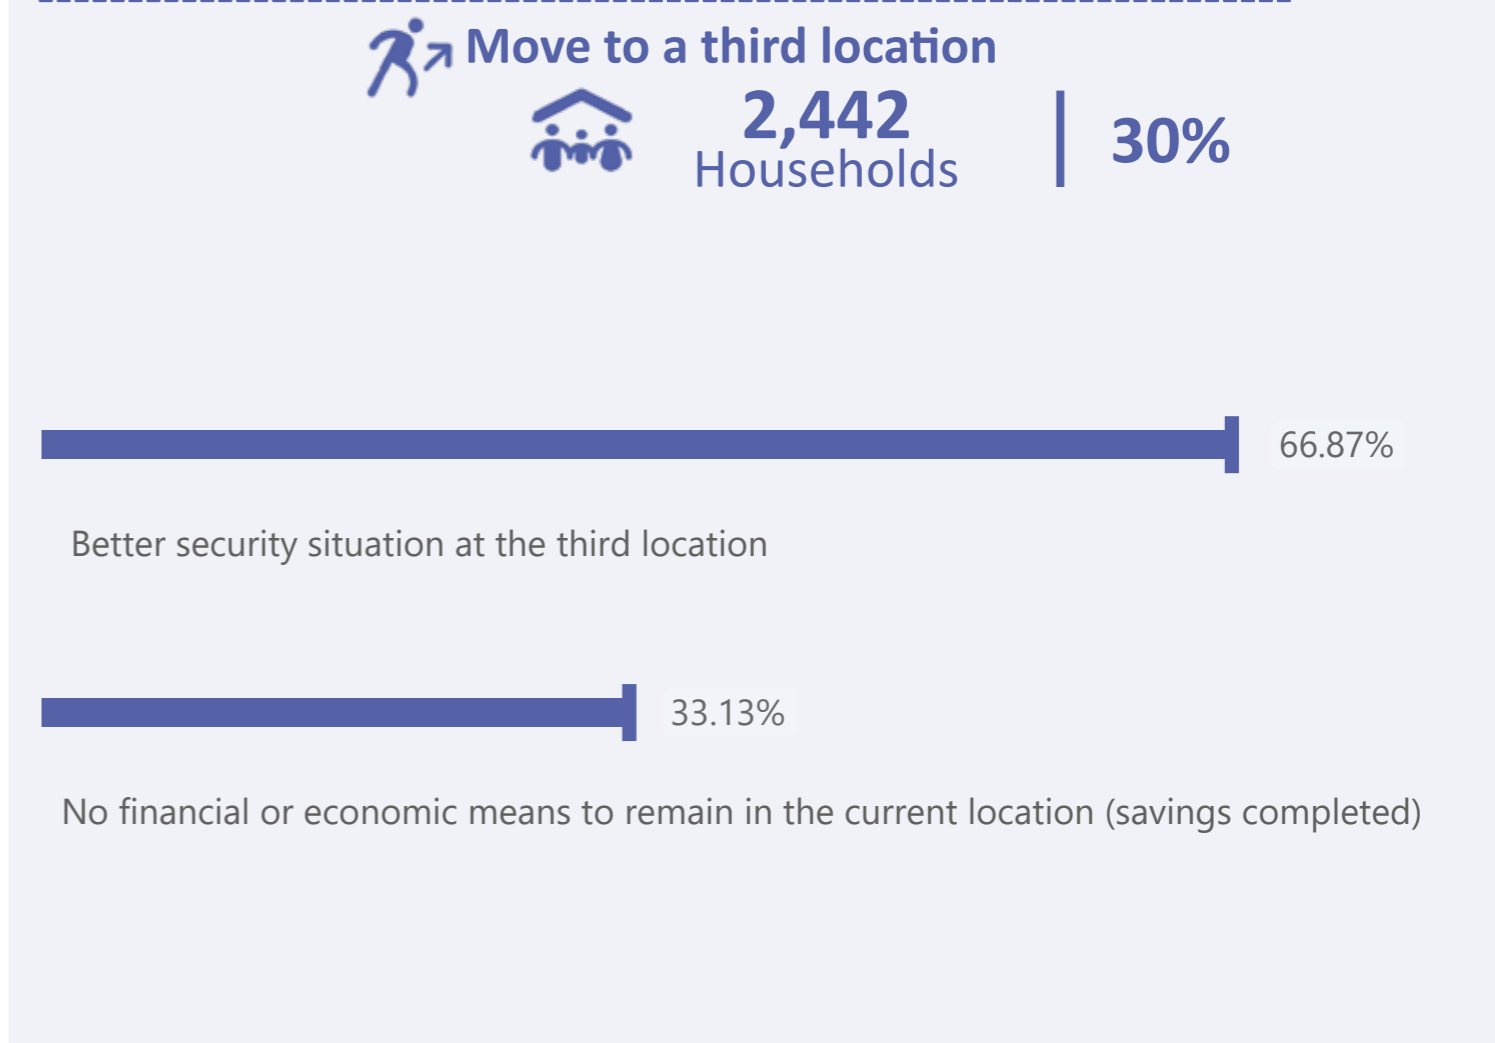 Move to a third location
2,442
Households
30%
66.87%
Better security situation at the third location
33.13%
No financial or economic means to remain in the current location (savings completed)